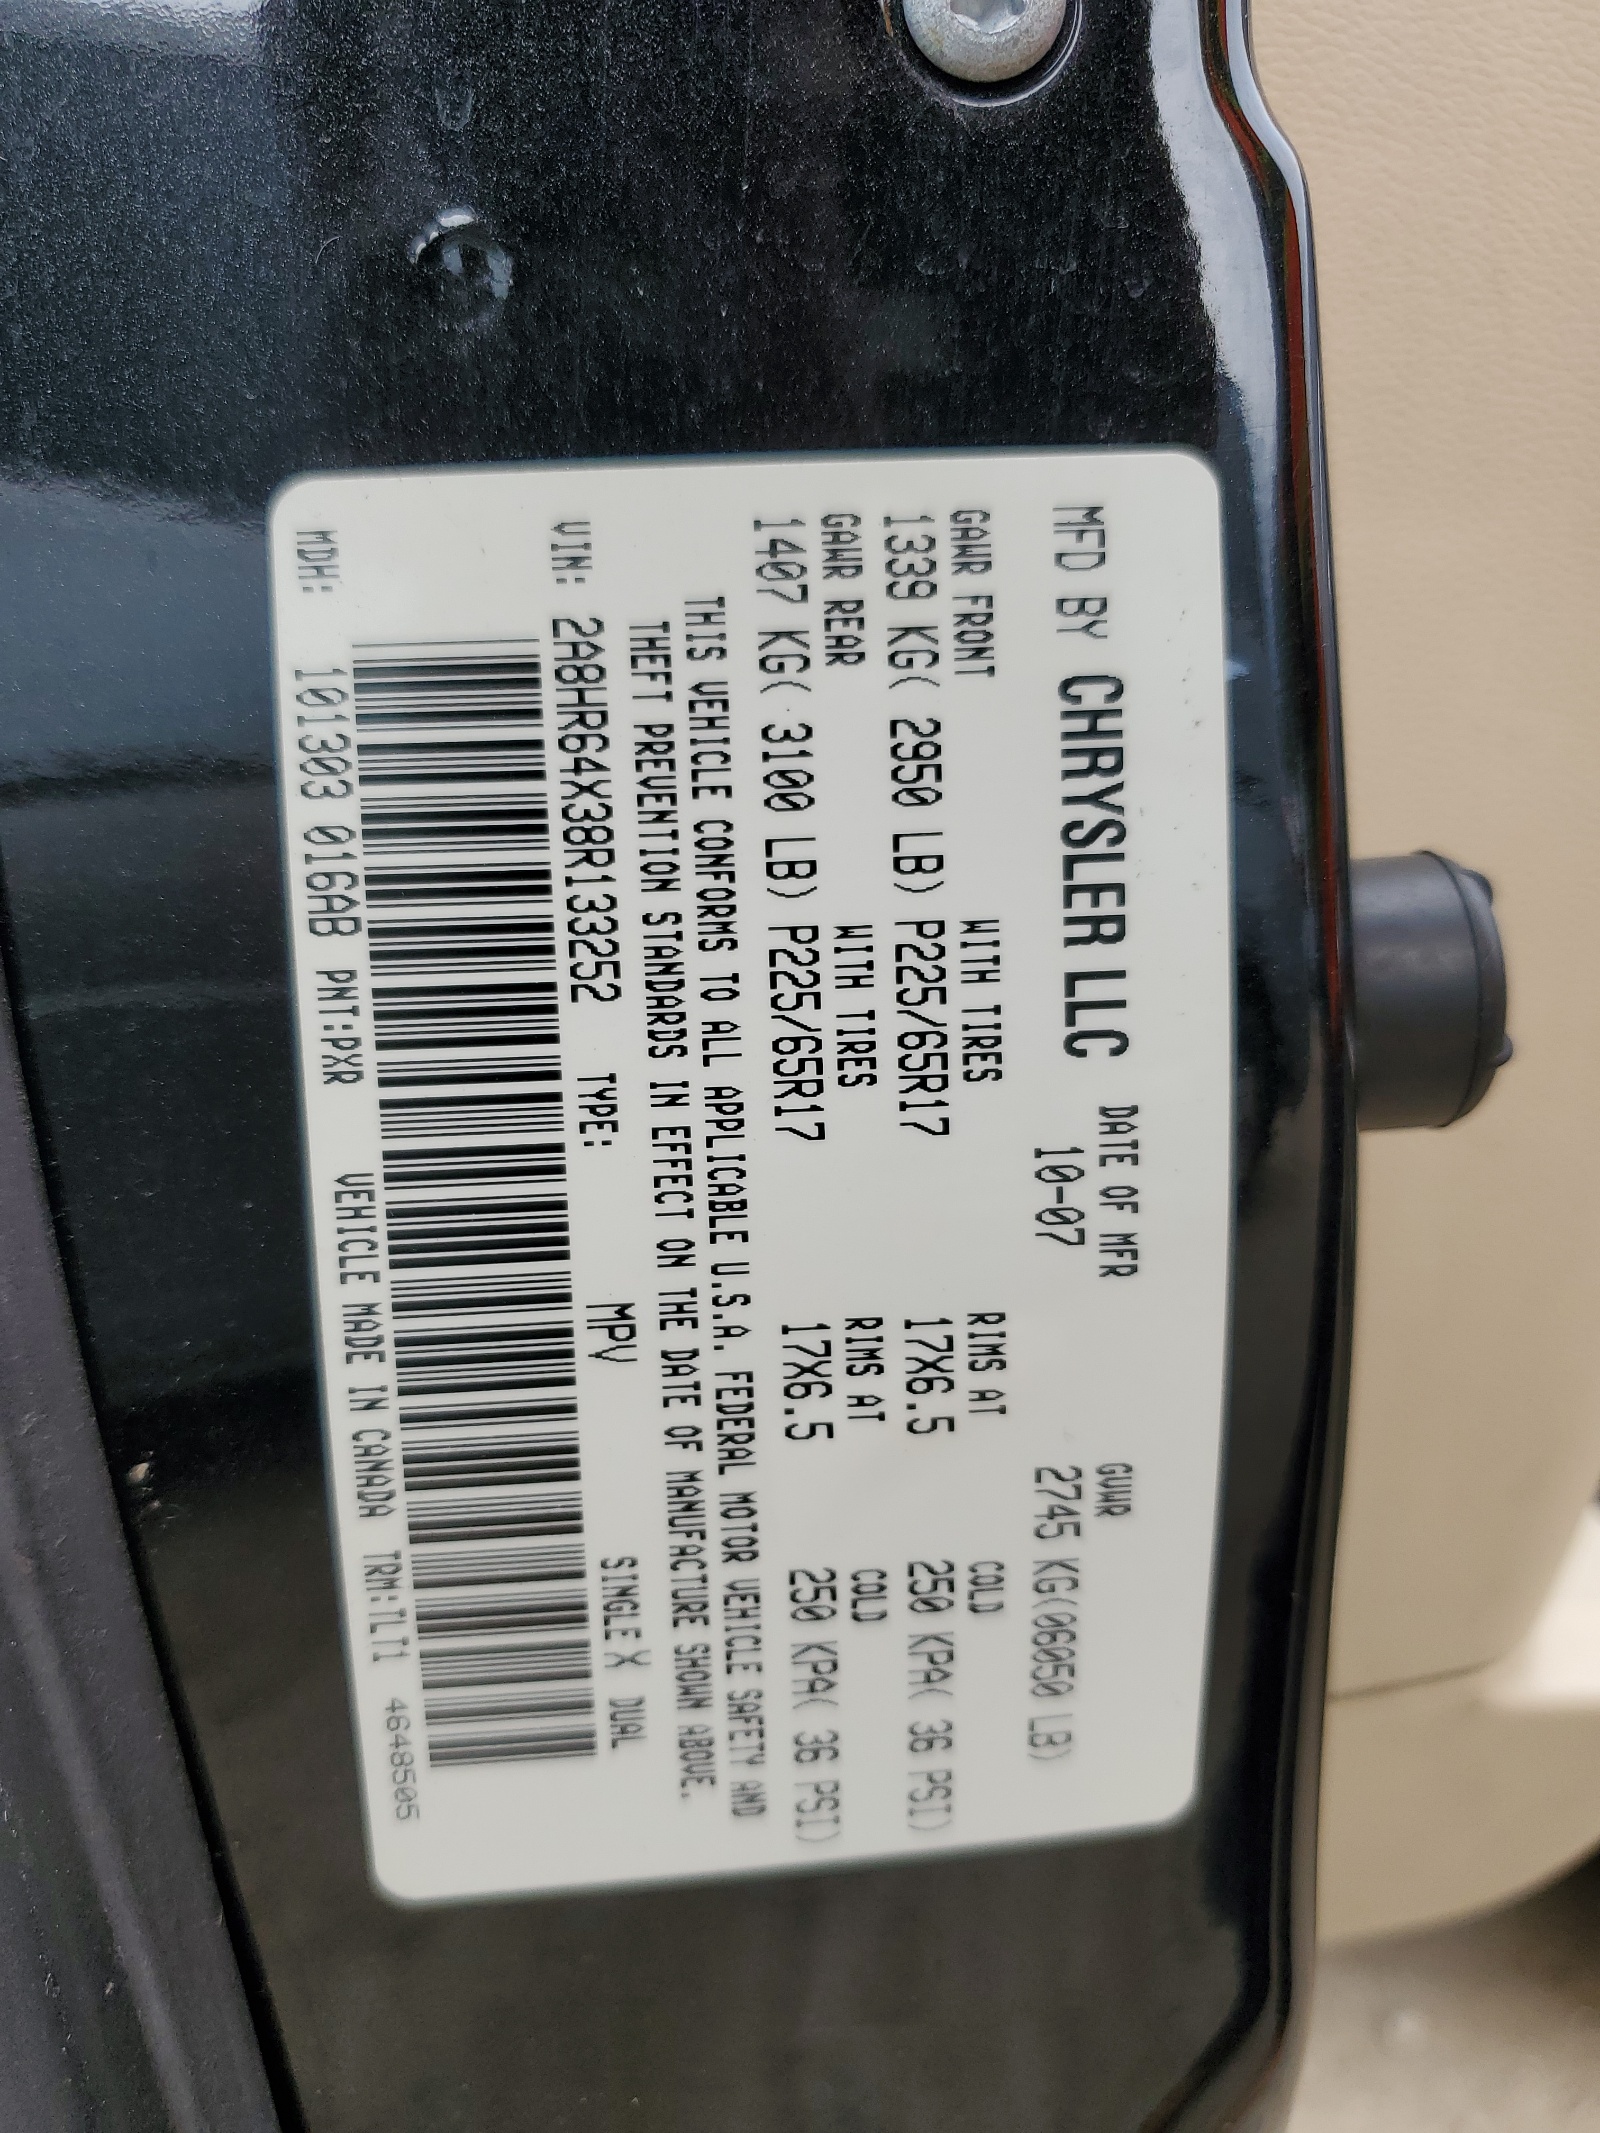 MFD BY CHRYSLER LLC DATE OF MFR GVWR
10-07 2745 KG(06050 LB)
GAWR FRONT WITH TIRES RIMS AT COLD
1339 KG( 2950 LB) P225/65R17 17X6.5 250 KPA( 36 PSI)
GAWR REAR WITH TIRES RIMS AT COLD
1407 KG( 3100 LB) P225/65R17 17X6.5 250 KPA( 36 PSI)
THIS VEHICLE CONFORMS TO ALL APPLICABLE U.S.A. FEDERAL MOTOR VEHICLE SAFETY AND
THEFT PREVENTION STANDARDS IN EFFECT ON THE DATE OF MANUFACTURE SHOWN ABOVE.
VIN: 2A8HR64X38R133252 TYPE: MPV SINGLE X DUAL
MDH: 101303 016AB PNT:PXR VEHICLE MADE IN CANADA TRM:TLT1 4648505